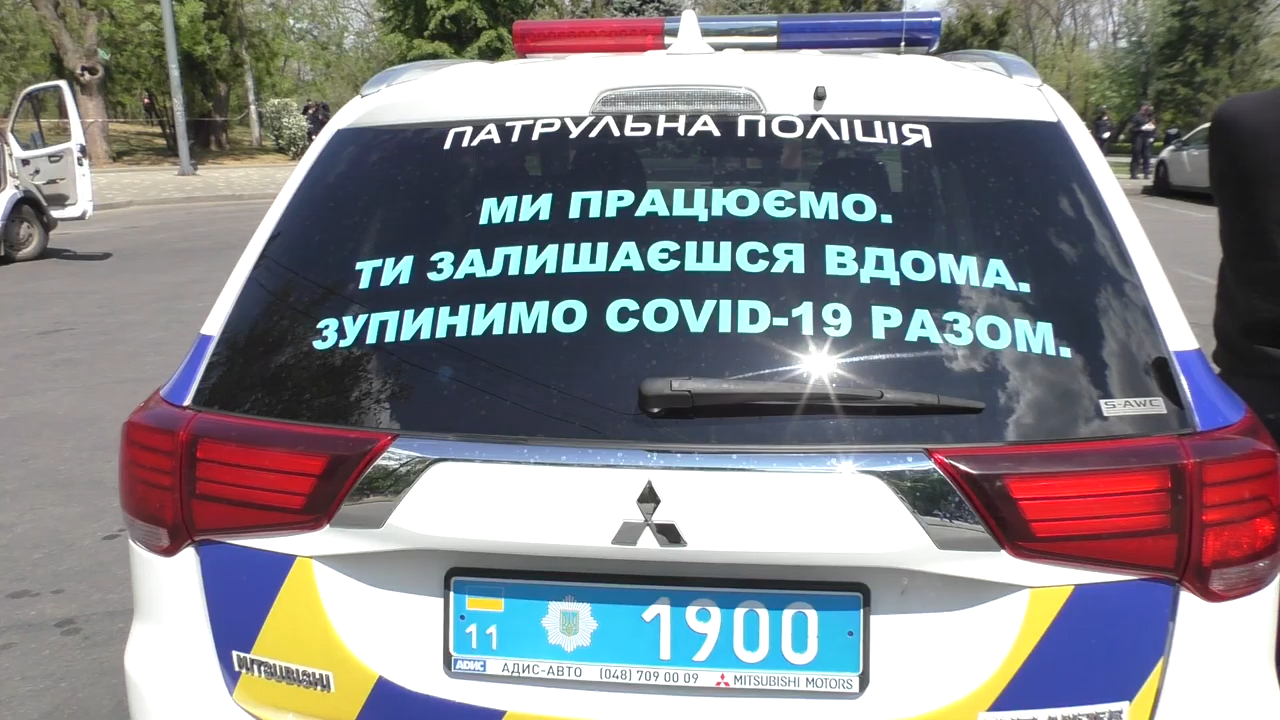 ПАТРУЛЬНА ПОЛІЦІЯ
МИ ПРАЦЮЄМО.
ТИ ЗАЛИШАЄШСЯ ВДОМА.
ЗУПИНИМО COVID-19 РАЗОМ.
S-AWC
11 1900
АДИС АДИС-АВТО (048) 709 00 09 MITSUBISHI MOTORS
MITSUBISHI